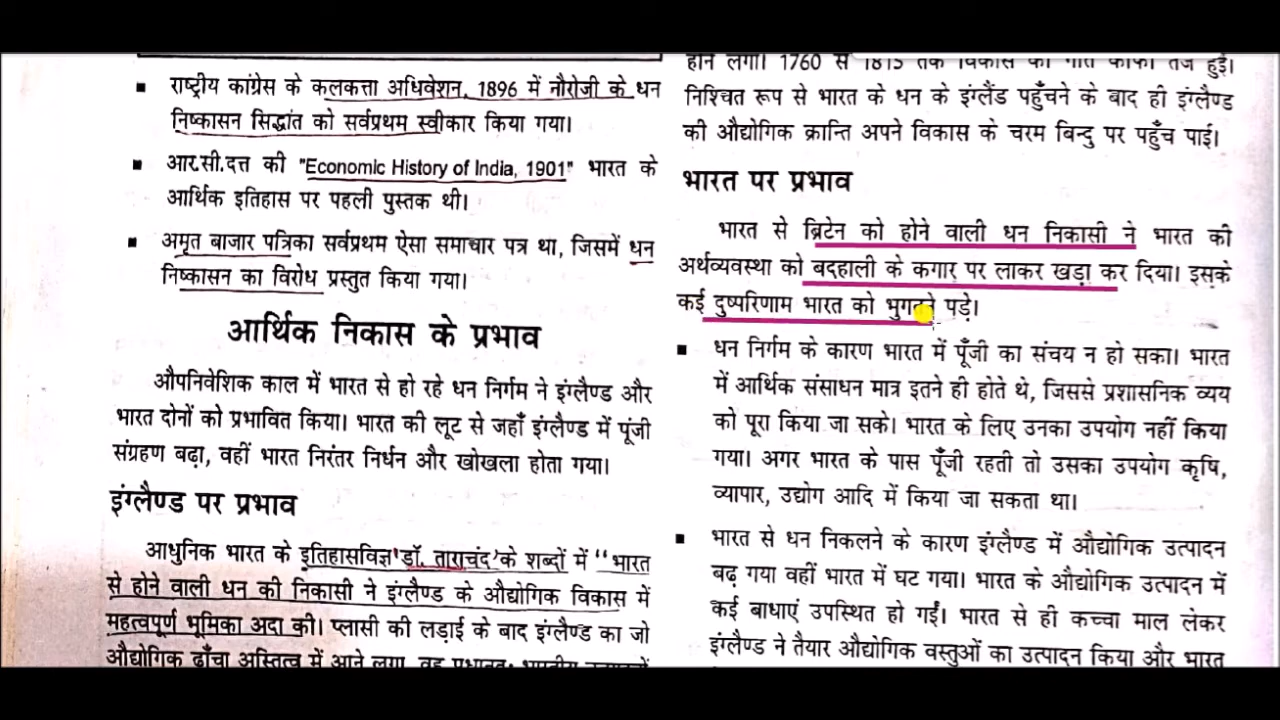 राष्ट्रीय कांग्रेस के कलकत्ता अधिवेशन, 1896 में नौरोजी के धन
निष्कासन सिद्धांत को सर्वप्रथम स्वीकार किया गया।
आर.सी.दत्त की "Economic History of India, 1901" भारत के
आर्थिक इतिहास पर पहली पुस्तक थी।
अमृत बाजार पत्रिका सर्वप्रथम ऐसा समाचार पत्र था, जिसमें धन
निष्कासन का विरोध प्रस्तुत किया गया।
आर्थिक निकास के प्रभाव
औपनिवेशिक काल में भारत से हो रहे धन निर्गम ने इंग्लैण्ड और
भारत दोनों को प्रभावित किया। भारत की लूट से जहाँ इंग्लैण्ड में पूंजी
संग्रहण बढ़ा, वहीं भारत निरंतर निर्धन और खोखला होता गया।
इंग्लैण्ड पर प्रभाव
आधुनिक भारत के इतिहासविज्ञ 'डॉ. ताराचंद' के शब्दों में "भारत
से होने वाली धन की निकासी ने इंग्लैण्ड के औद्योगिक विकास में
महत्वपूर्ण भूमिका अदा की। प्लासी की लड़ाई के बाद इंग्लैण्ड का जो
औद्योगिक ढाँचा अस्तित्व में आने लगा, वह
होने लगा। 1760 से 1815 तक विकास की गति काफी तेज हुई।
निश्चित रूप से भारत के धन के इंग्लैंड पहुँचने के बाद ही इंग्लैण्ड
की औद्योगिक क्रान्ति अपने विकास के चरम बिन्दु पर पहुँच पाई।
भारत पर प्रभाव
भारत से ब्रिटेन को होने वाली धन निकासी ने भारत की
अर्थव्यवस्था को बदहाली के कगार पर लाकर खड़ा कर दिया। इसके
कई दुष्परिणाम भारत को भुगतने पड़े।
धन निर्गम के कारण भारत में पूँजी का संचय न हो सका। भारत
में आर्थिक संसाधन मात्र इतने ही होते थे, जिससे प्रशासनिक व्यय
को पूरा किया जा सके। भारत के लिए उनका उपयोग नहीं किया
गया। अगर भारत के पास पूँजी रहती तो उसका उपयोग कृषि,
व्यापार, उद्योग आदि में किया जा सकता था।
भारत से धन निकलने के कारण इंग्लैण्ड में औद्योगिक उत्पादन
बढ़ गया वहीं भारत में घट गया। भारत के औद्योगिक उत्पादन में
कई बाधाएं उपस्थित हो गईं। भारत से ही कच्चा माल लेकर
इंग्लैण्ड ने तैयार औद्योगिक वस्तुओं का उत्पादन किया और भारत